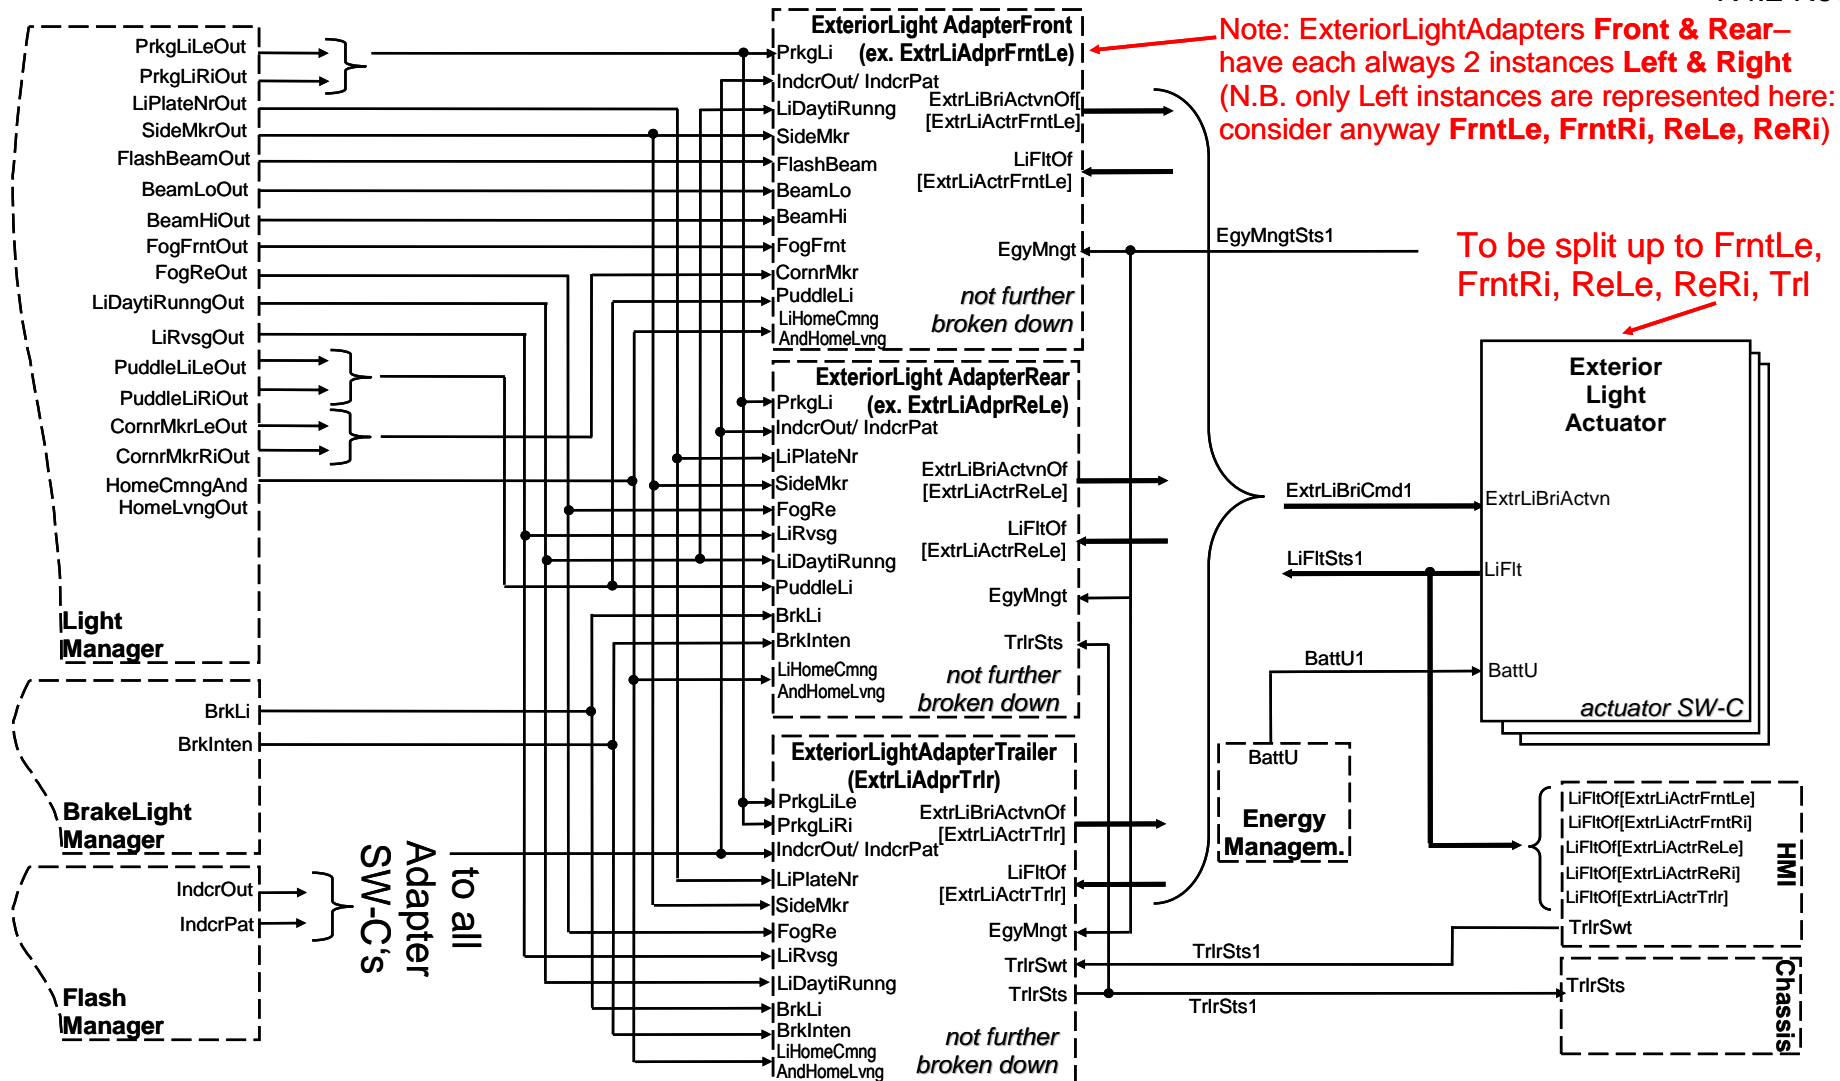 PrkgLiLeOut
PrkgLiRiOut
LiPlateNrOut
SideMkrOut
FlashBeamOut
BeamLoOut
BeamHiOut
FogFrntOut
FogReOut
LiDaytiRunngOut
LiRvsgOut
PuddleLiLeOut
PuddleLiRiOut
CornrMkrLeOut
CornrMkrRiOut
HomeCmngAnd
HomeLvngOut
Light
Manager
BrkLi
BrkInten
BrakeLight
Manager
IndcrOut
IndcrPat
Flash
Manager
to all
Adapter
SW-C's
ExteriorLight AdapterFront
(ex. ExtrLiAdprFrntLe)
PrkgLi
IndcrOut/ IndcrPat
LiDaytiRunng
SideMkr
FlashBeam
BeamLo
BeamHi
FogFrnt
CornrMkr
PuddleLi
LiHomeCmng
AndHomeLvng
ExtrLiBriActvnOf[
[ExtrLiActrFrntLe]
LiFltOf
[ExtrLiActrFrntLe]
EgyMngt
not further
broken down
ExteriorLight AdapterRear
(ex. ExtrLiAdprReLe)
PrkgLi
IndcrOut/ IndcrPat
LiPlateNr
SideMkr
FogRe
LiRvsg
LiDaytiRunng
PuddleLi
BrkLi
BrkInten
LiHomeCmng
AndHomeLvng
ExtrLiBriActvnOf
[ExtrLiActrReLe]
LiFltOf
[ExtrLiActrReLe]
EgyMngt
TrlrSts
not further
broken down
ExteriorLightAdapterTrailer
(ExtrLiAdprTrlr)
PrkgLiLe
PrkgLiRi
IndcrOut/ IndcrPat
LiPlateNr
SideMkr
FogRe
LiRvsg
LiDaytiRunng
BrkLi
BrkInten
LiHomeCmng
AndHomeLvng
ExtrLiBriActvnOf
[ExtrLiActrTrlr]
LiFltOf
[ExtrLiActrTrlr]
EgyMngt
TrlrSwt
TrlrSts
not further
broken down
Note: ExteriorLightAdapters Front & Rear–
have each always 2 instances Left & Right
(N.B. only Left instances are represented here:
consider anyway FrntLe, FrntRi, ReLe, ReRi)
EgyMngtSts1
To be split up to FrntLe,
FrntRi, ReLe, ReRi, Trl
Exterior
Light
Actuator
ExtrLiBriCmd1
ExtrLiBriActvn
LiFltSts1
LiFlt
BattU1
BattU
actuator SW-C
BattU
Energy
Managem.
LiFltOf[ExtrLiActrFrntLe]
LiFltOf[ExtrLiActrFrntRi]
LiFltOf[ExtrLiActrReLe]
LiFltOf[ExtrLiActrReRi]
LiFltOf[ExtrLiActrTrlr]
TrlrSwt
HMI
TrlrSts1
TrlrSts1
TrlrSts
Chassis